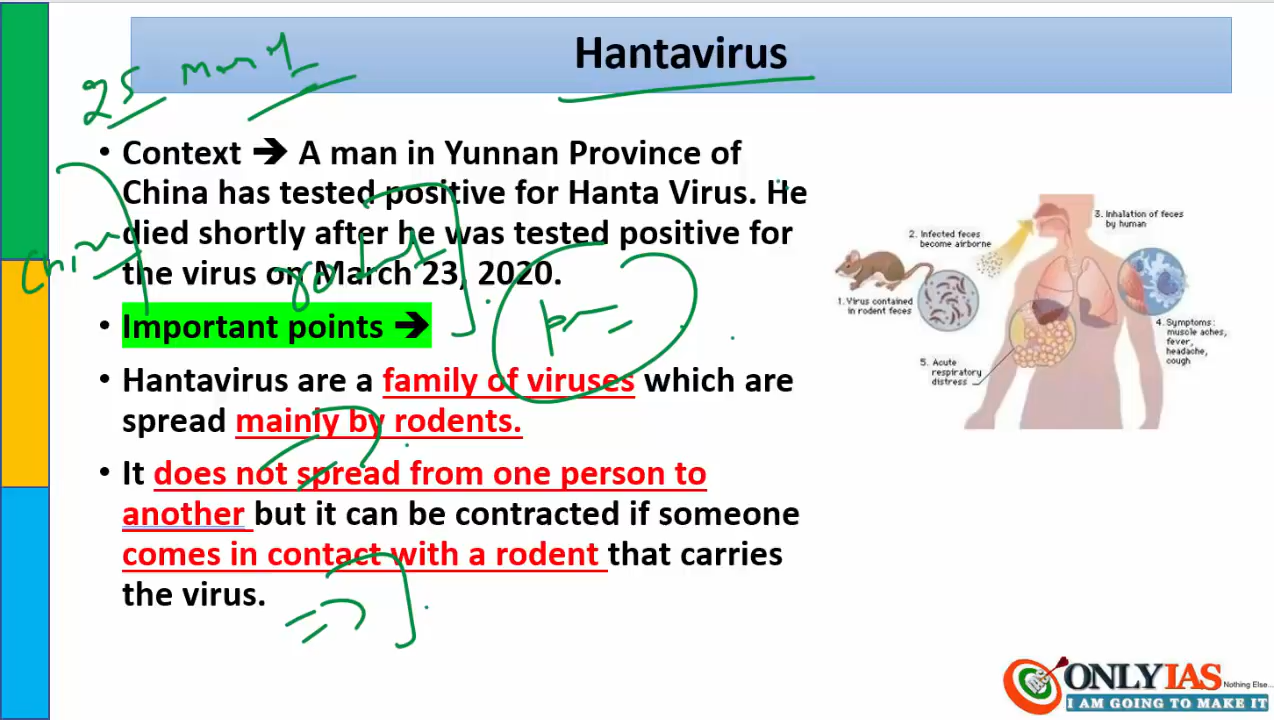 Hantavirus
25 march
• Context ➔ A man in Yunnan Province of
China has tested positive for Hanta Virus. He
died shortly after he was tested positive for
the virus on March 23, 2020.
China
• Important points ➔
• Hantavirus are a family of viruses which are
spread mainly by rodents.
• It does not spread from one person to
another but it can be contracted if someone
comes in contact with a rodent that carries
the virus.
1. Virus contained
in rodent feces
2. Infected feces
become airborne
3. Inhalation of feces
by human
4. Symptoms:
muscle aches,
fever,
headache,
cough
5. Acute
respiratory
distress
ONLYIAS
Nothing Else...
I AM GOING TO MAKE IT